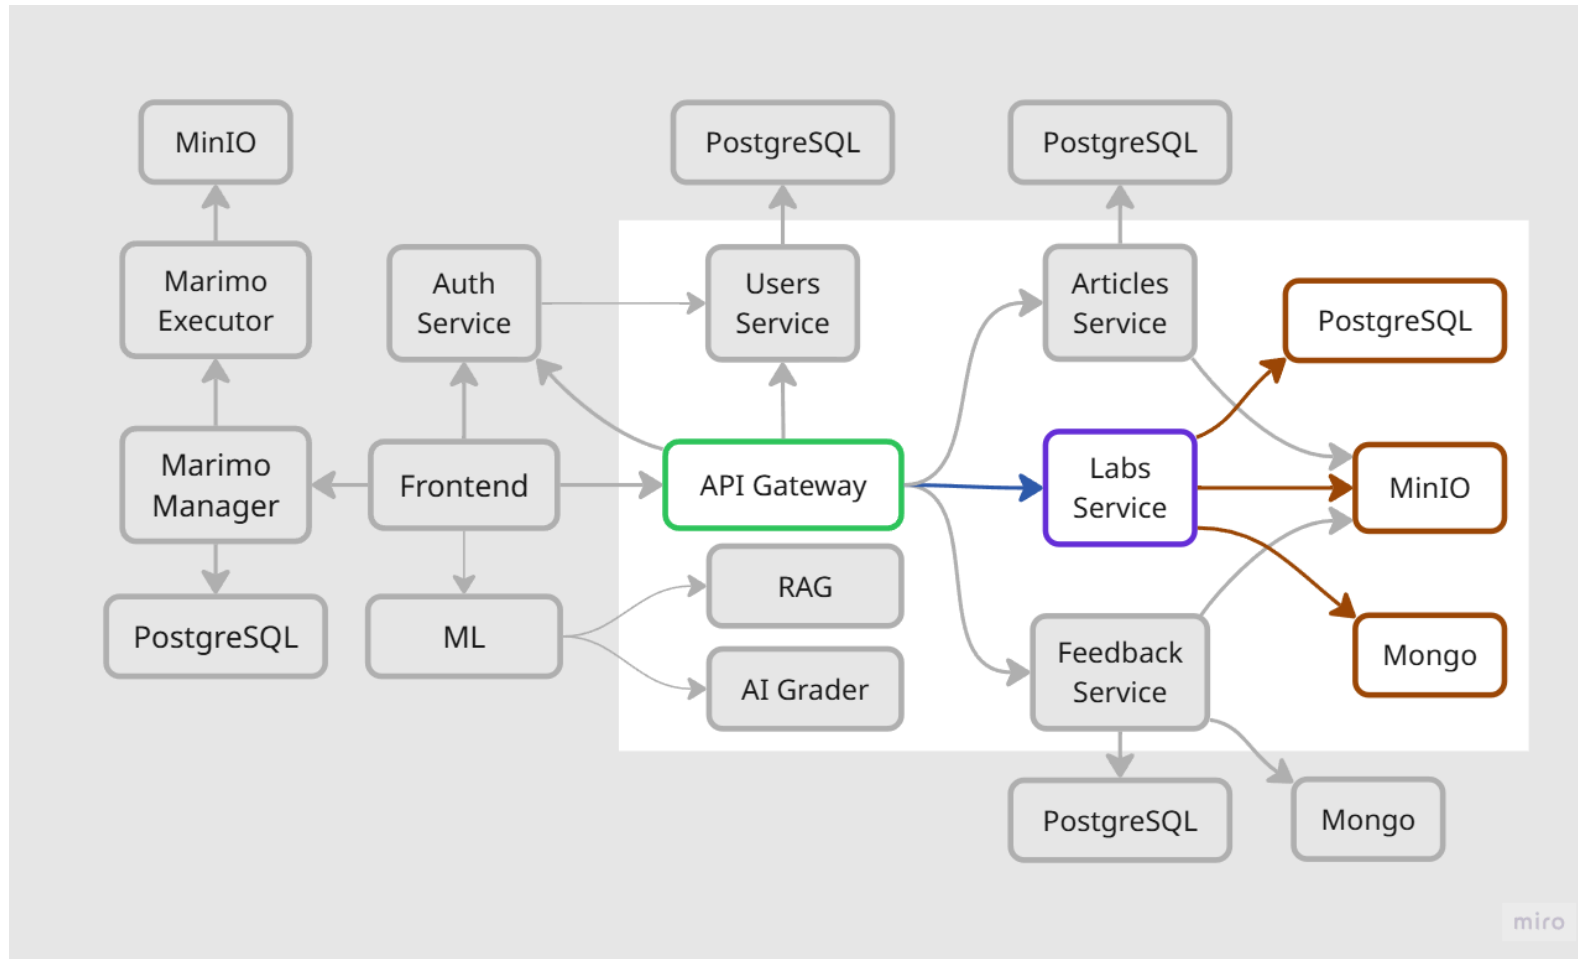 MinIO
PostgreSQL
PostgreSQL
Marimo
Executor
Auth
Service
Users
Service
Articles
Service
PostgreSQL
Marimo
Manager
Frontend
API Gateway
Labs
Service
MinIO
RAG
PostgreSQL
ML
AI Grader
Feedback
Service
Mongo
PostgreSQL
Mongo
miro